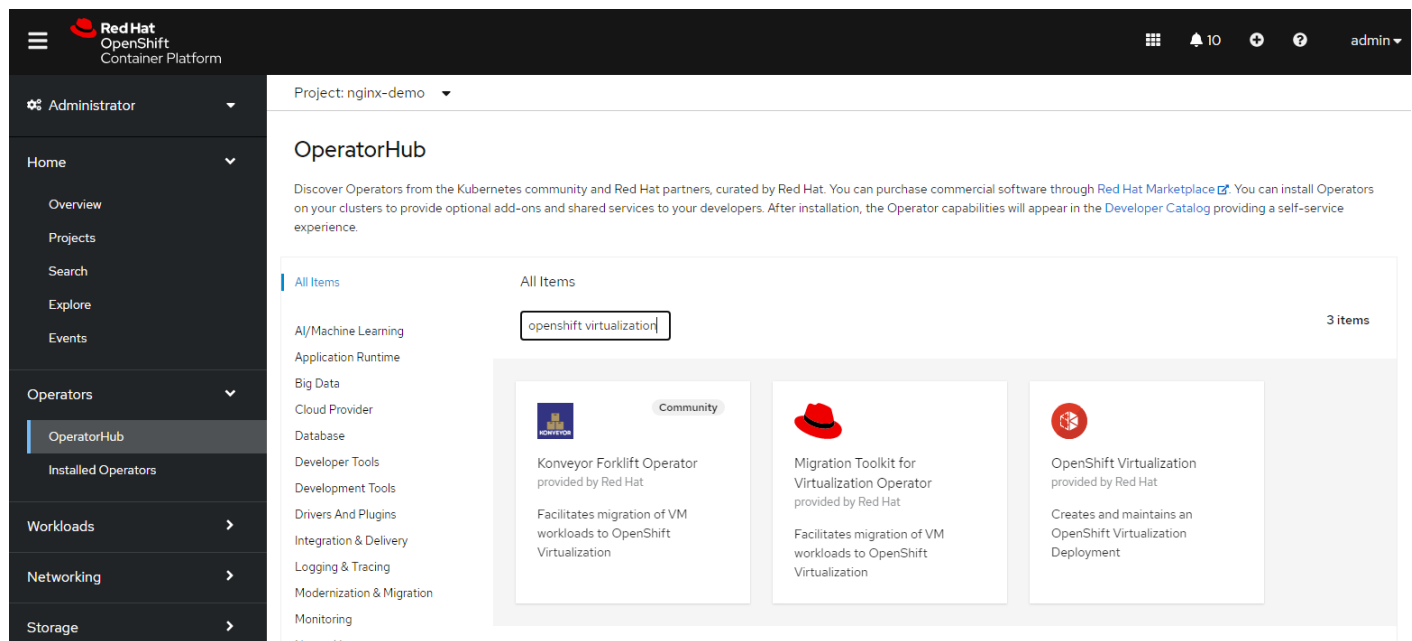 Red Hat
OpenShift
Container Platform
10
admin
Administrator
Home
Overview
Projects
Search
Explore
Events
Operators
OperatorHub
Installed Operators
Workloads
Networking
Storage
Project: nginx-demo
OperatorHub
Discover Operators from the Kubernetes community and Red Hat partners, curated by Red Hat. You can purchase commercial software through Red Hat Marketplace. You can install Operators
on your clusters to provide optional add-ons and shared services to your developers. After installation, the Operator capabilities will appear in the Developer Catalog providing a self-service
experience.
All Items
AI/Machine Learning
Application Runtime
Big Data
Cloud Provider
Database
Developer Tools
Development Tools
Drivers And Plugins
Integration & Delivery
Logging & Tracing
Modernization & Migration
Monitoring
All Items
openshift virtualization
3 items
KONVEYOR
Community
Konveyor Forklift Operator
provided by Red Hat
Facilitates migration of VM
workloads to OpenShift
Virtualization
Migration Toolkit for
Virtualization Operator
provided by Red Hat
Facilitates migration of VM
workloads to OpenShift
Virtualization
OpenShift Virtualization
provided by Red Hat
Creates and maintains an
OpenShift Virtualization
Deployment